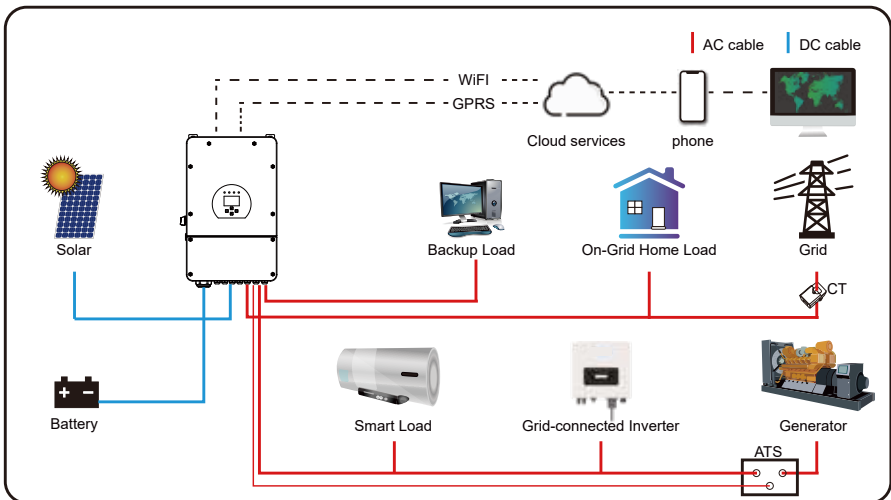 AC cable
DC cable
WiFI
GPRS
Cloud services
phone
Solar
Backup Load
On-Grid Home Load
Grid
CT
Battery
Smart Load
Grid-connected Inverter
Generator
ATS